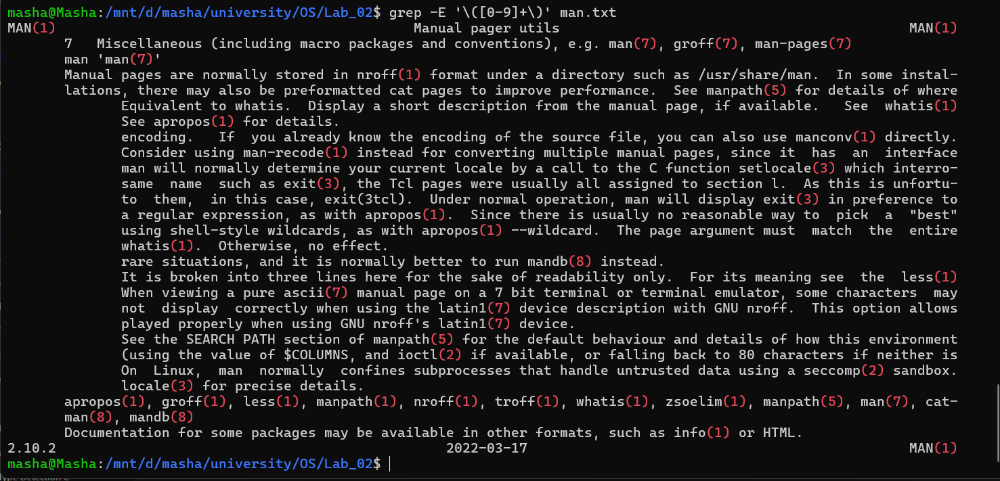 masha@Masha:/mnt/d/masha/university/OS/Lab_02$ grep -E '\([0-9]+\)' man.txt
MAN(1)                                            Manual pager utils                                           MAN(1)
       7   Miscellaneous (including macro packages and conventions), e.g. man(7), groff(7), man-pages(7)
       man 'man(7)'
       Manual pages are normally stored in nroff(1) format under a directory such as /usr/share/man.  In some instal-
       lations, there may also be preformatted cat pages to improve performance.  See manpath(5) for details of where
              Equivalent to whatis.  Display a short description from the manual page, if available.   See  whatis(1)
              See apropos(1) for details.
              encoding.   If  you already know the encoding of the source file, you can also use manconv(1) directly.
              Consider using man-recode(1) instead for converting multiple manual pages, since it  has  an  interface
              man will normally determine your current locale by a call to the C function setlocale(3) which interro-
              same  name  such as exit(3), the Tcl pages were usually all assigned to section l.  As this is unfortu-
              to  them,  in this case, exit(3tcl).  Under normal operation, man will display exit(3) in preference to
              a regular expression, as with apropos(1).  Since there is usually no reasonable way to  pick  a  "best"
              using shell-style wildcards, as with apropos(1) --wildcard.  The page argument must  match  the  entire
              whatis(1).  Otherwise, no effect.
              rare situations, and it is normally better to run mandb(8) instead.
              It is broken into three lines here for the sake of readability only.  For its meaning see  the  less(1)
              When viewing a pure ascii(7) manual page on a 7 bit terminal or terminal emulator, some characters  may
              not  display  correctly when using the latin1(7) device description with GNU nroff.  This option allows
              played properly when using GNU nroff's latin1(7) device.
              See the SEARCH PATH section of manpath(5) for the default behaviour and details of how this environment
              (using the value of $COLUMNS, and ioctl(2) if available, or falling back to 80 characters if neither is
              On  Linux,  man  normally  confines subprocesses that handle untrusted data using a seccomp(2) sandbox.
              locale(3) for precise details.
       apropos(1), groff(1), less(1), manpath(1), nroff(1), troff(1), whatis(1), zsoelim(1), manpath(5), man(7), cat-
       man(8), mandb(8)
       Documentation for some packages may be available in other formats, such as info(1) or HTML.
2.10.2                                                2022-03-17                                               MAN(1)
masha@Masha:/mnt/d/masha/university/OS/Lab_02$